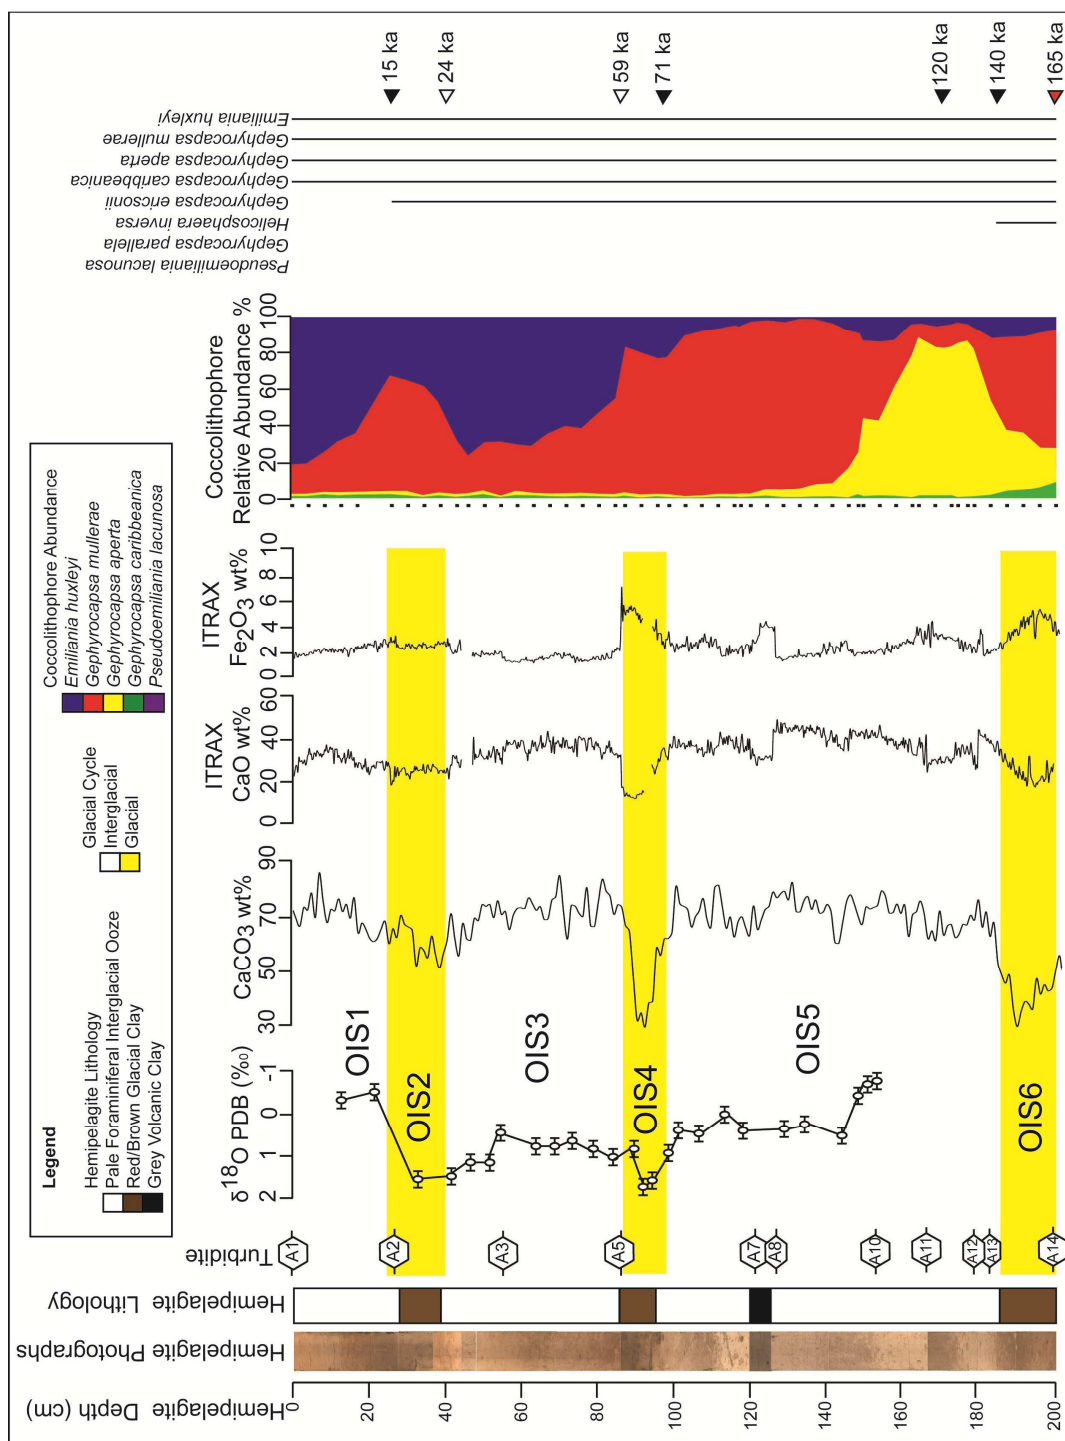 Legend
Hemipelagite Lithology
Pale Foraminiferal Interglacial Ooze
Red/Brown Glacial Clay
Grey Volcanic Clay
Glacial Cycle
Interglacial
Glacial
Coccolithophore Abundance
Emiliania huxleyi
Gephyrocapsa mullerae
Gephyrocapsa aperta
Gephyrocapsa caribbeanica
Pseudoemiliania lacunosa
Hemipelagite Depth (cm)
0
20
40
60
80
100
120
140
160
180
200
Hemipelagite Photographs
Hemipelagite Lithology
Turbidite
A1
A2
A3
A5
A7
A8
A10
A11
A12
A13
A14
δ18O PDB (‰)
2
1
0
-1
OIS1
OIS2
OIS3
OIS4
OIS5
OIS6
CaCO3 wt%
30
50
70
90
ITRAX
CaO wt%
0
20
40
60
ITRAX
Fe2O3 wt%
0
2
4
6
8
10
Coccolithophore
Relative Abundance %
0
20
40
60
80
100
Pseudoemiliania lacunosa
Gephyrocapsa parallela
Helicosphaera inversa
Gephyrocapsa ericsonii
Gephyrocapsa caribbeanica
Gephyrocapsa aperta
Gephyrocapsa mullerae
Emiliania huxleyi
15 ka
24 ka
59 ka
71 ka
120 ka
140 ka
165 ka